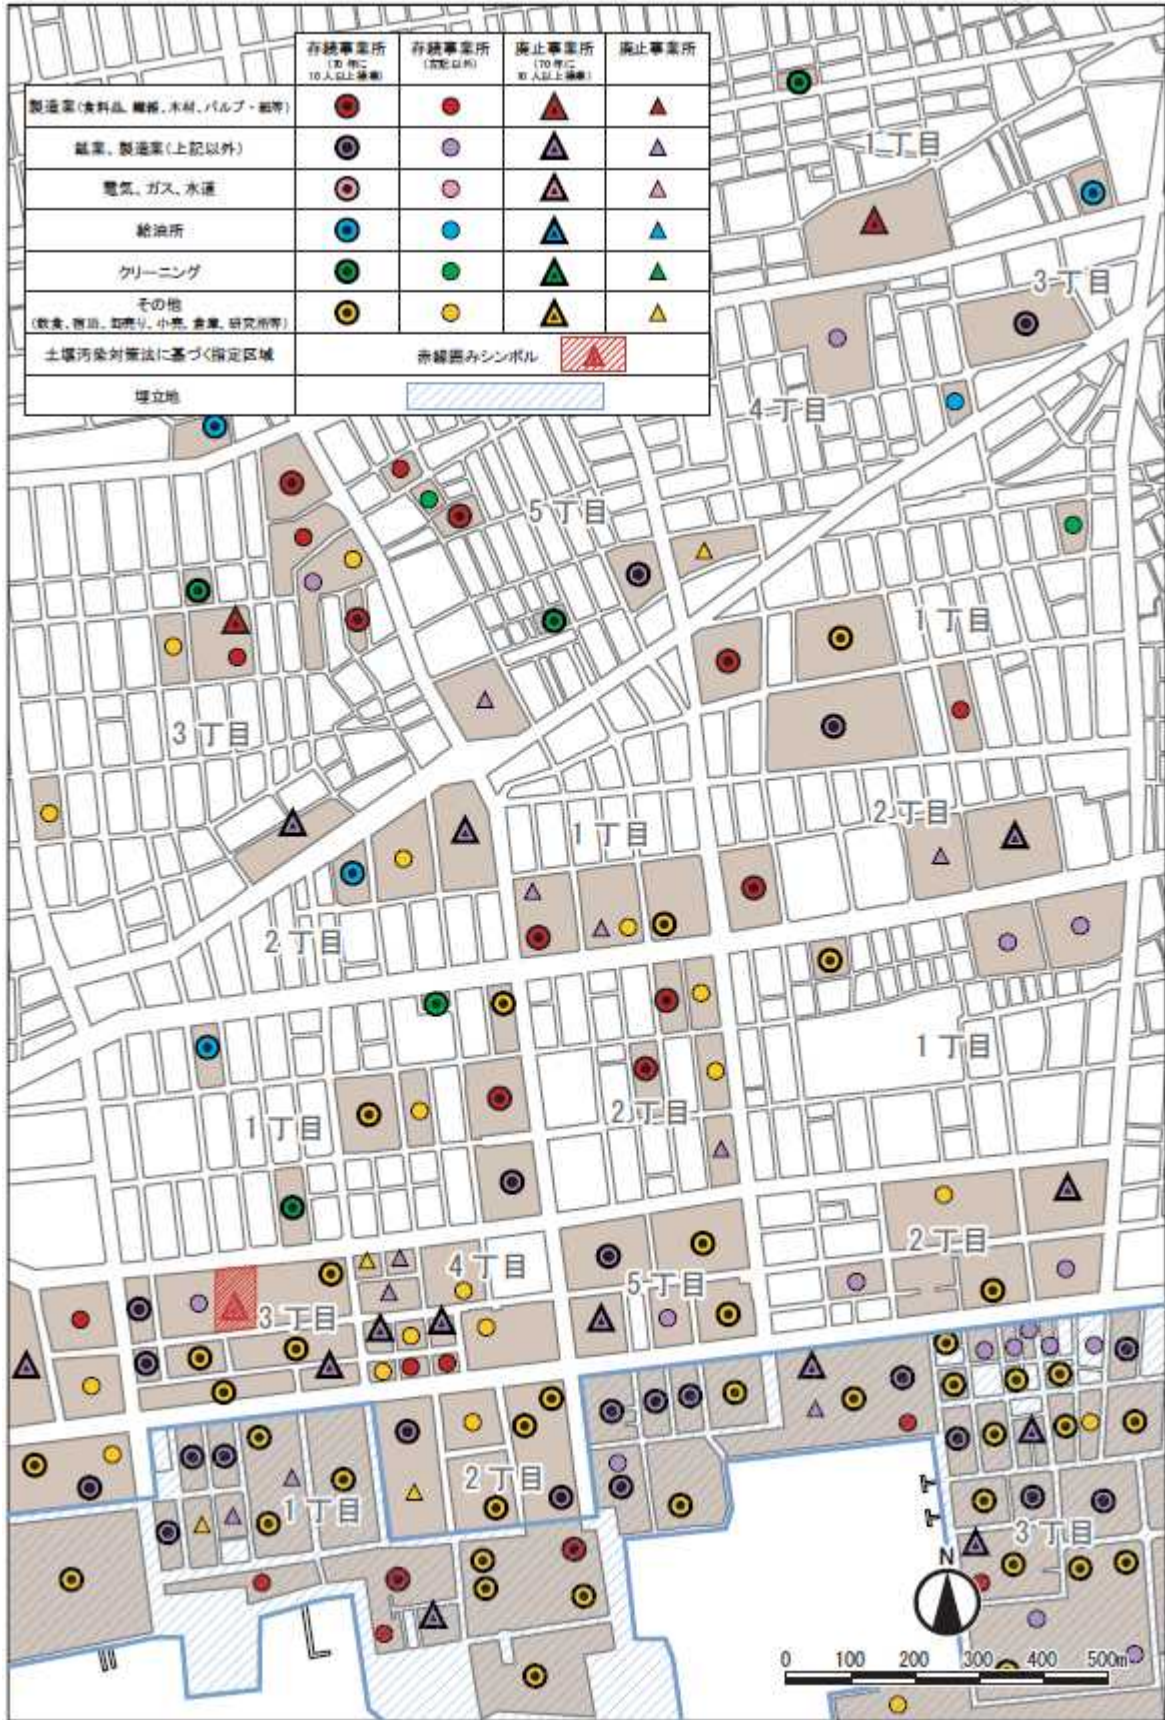 存続事業所
(70年に
10人以上操業)
存続事業所
(左記以外)
廃止事業所
(70年に
10人以上操業)
廃止事業所
製造業(食料品、繊維、木材、パルプ・紙等)
鉱業、製造業(上記以外)
電気、ガス、水道
給油所
クリーニング
その他
(飲食、宿泊、卸売り、小売、倉庫、研究所等)
土壌汚染対策法に基づく指定区域
赤線囲みシンボル
埋立地
1丁目
3丁目
4丁目
5丁目
1丁目
3丁目
1丁目
2丁目
2丁目
1丁目
2丁目
1丁目
4丁目
2丁目
5丁目
3丁目
2丁目
1丁目
3丁目
N
0 100 200 300 400 500m